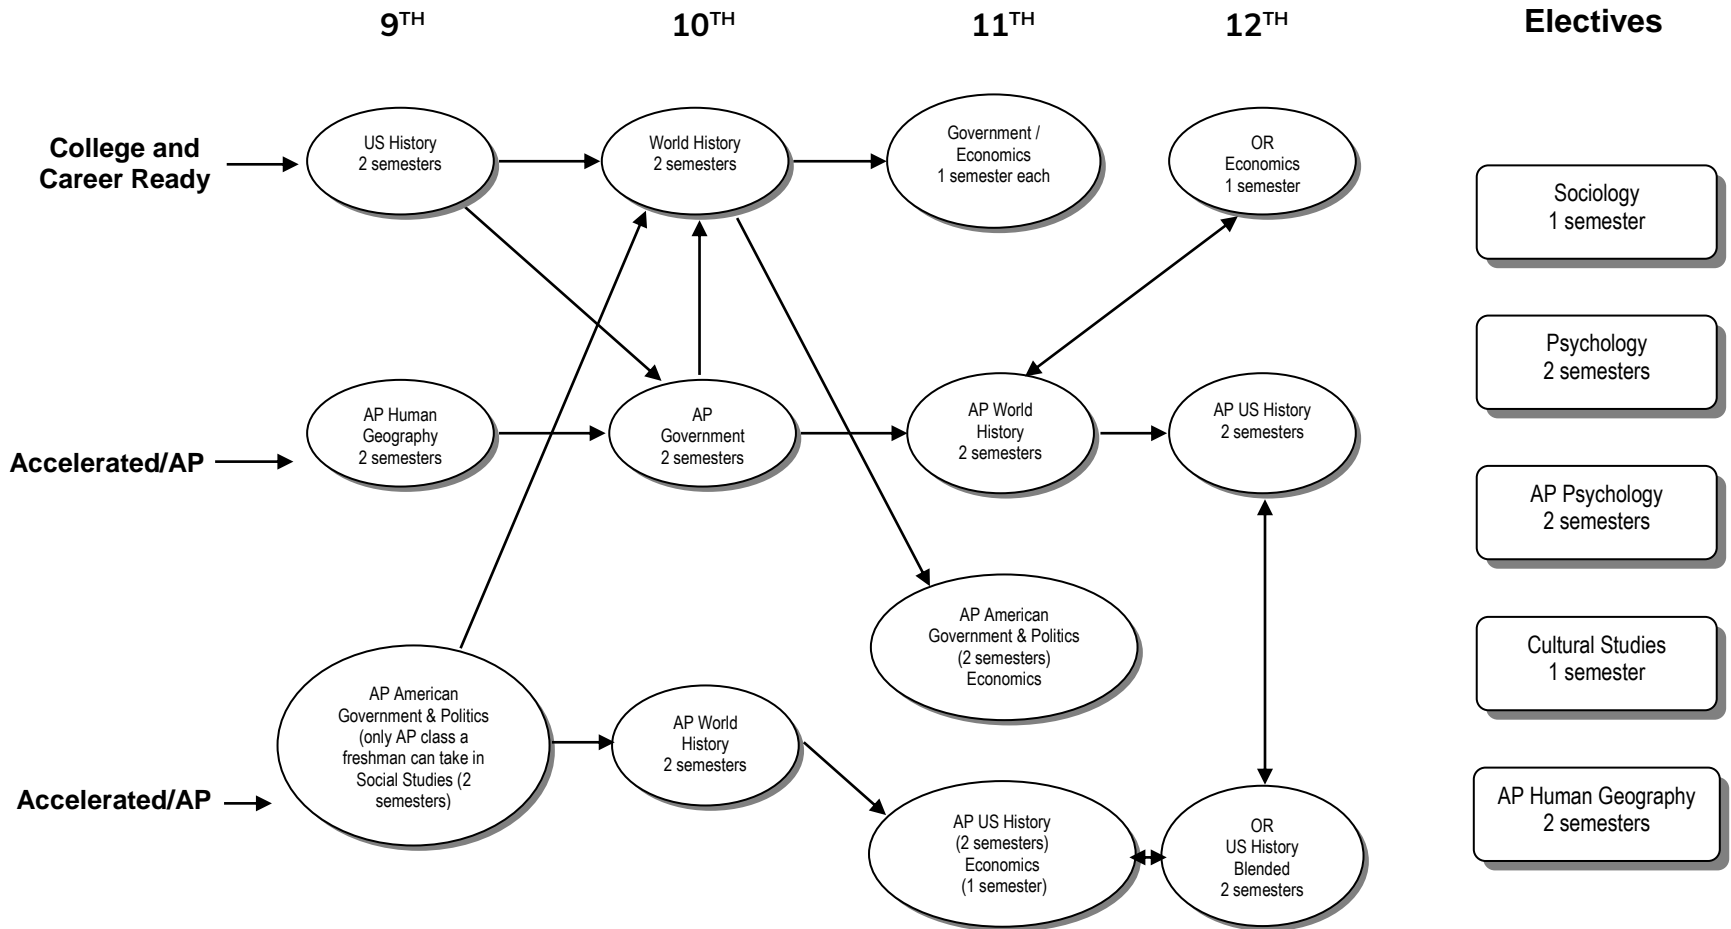 9TH
10TH
11TH
12TH
Electives
College and
Career Ready
US History
2 semesters
World History
2 semesters
Government /
Economics
1 semester each
OR
Economics
1 semester
Sociology
1 semester
Psychology
2 semesters
Accelerated/AP
AP Human
Geography
2 semesters
AP
Government
2 semesters
AP World
History
2 semesters
AP US History
2 semesters
AP Psychology
2 semesters
AP American
Government & Politics
(2 semesters)
Economics
Cultural Studies
1 semester
Accelerated/AP
AP American
Government & Politics
(only AP class a
freshman can take in
Social Studies (2
semesters)
AP World
History
2 semesters
AP US History
(2 semesters)
Economics
(1 semester)
OR
US History
Blended
2 semesters
AP Human Geography
2 semesters